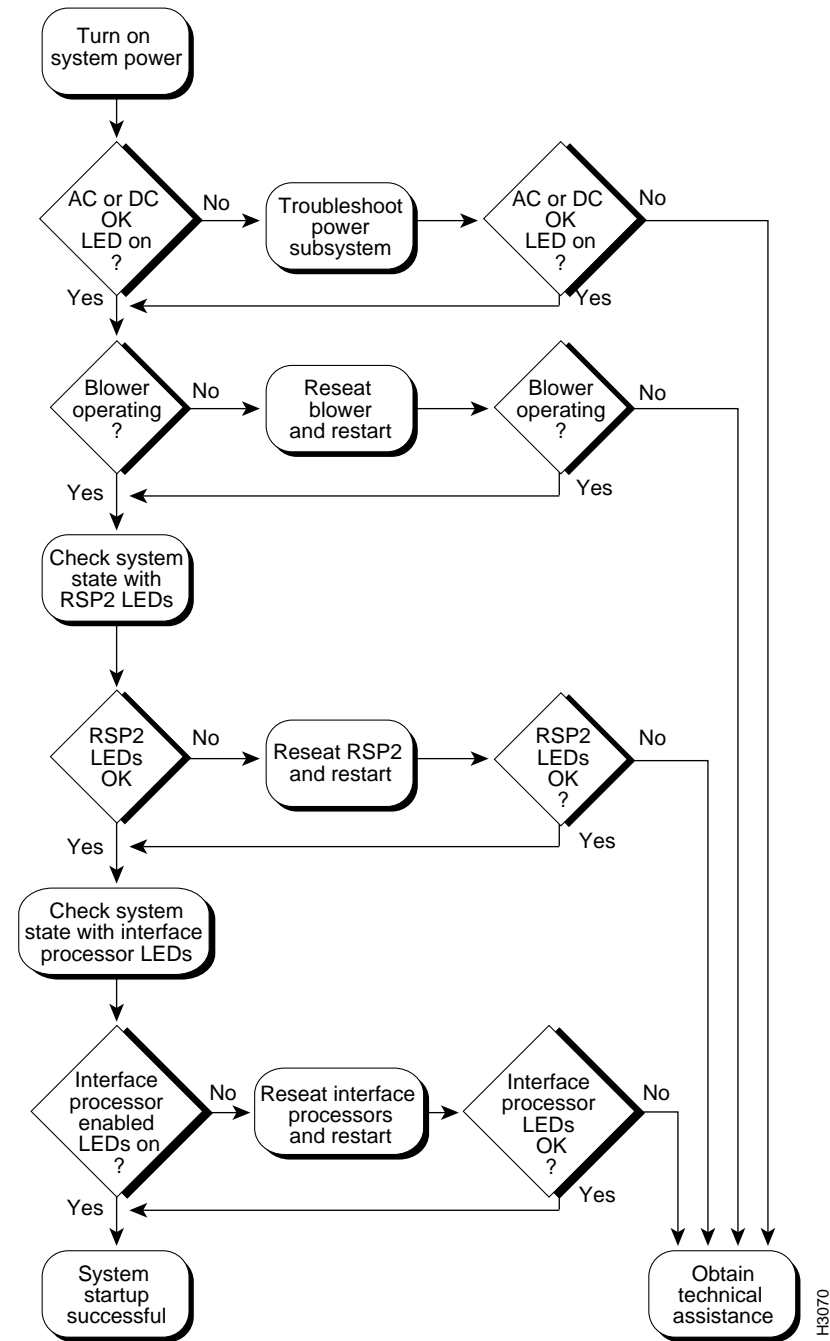 Turn on
system power
AC or DC
OK
LED on
?
No
Troubleshoot
power
subsystem
AC or DC
OK
LED on
?
No
Yes
Yes
Blower
operating
?
No
Reseat
blower
and restart
Blower
operating
?
No
Yes
Yes
Check system
state with
RSP2 LEDs
RSP2
LEDs
OK
No
Reseat RSP2
and restart
RSP2
LEDs
OK
?
No
Yes
Yes
Check system
state with interface
processor LEDs
Interface
processor
enabled
LEDs on
?
No
Reseat interface
processors
and restart
Interface
processor
LEDs
OK
?
No
Yes
Yes
System
startup
successful
Obtain
technical
assistance
H3070